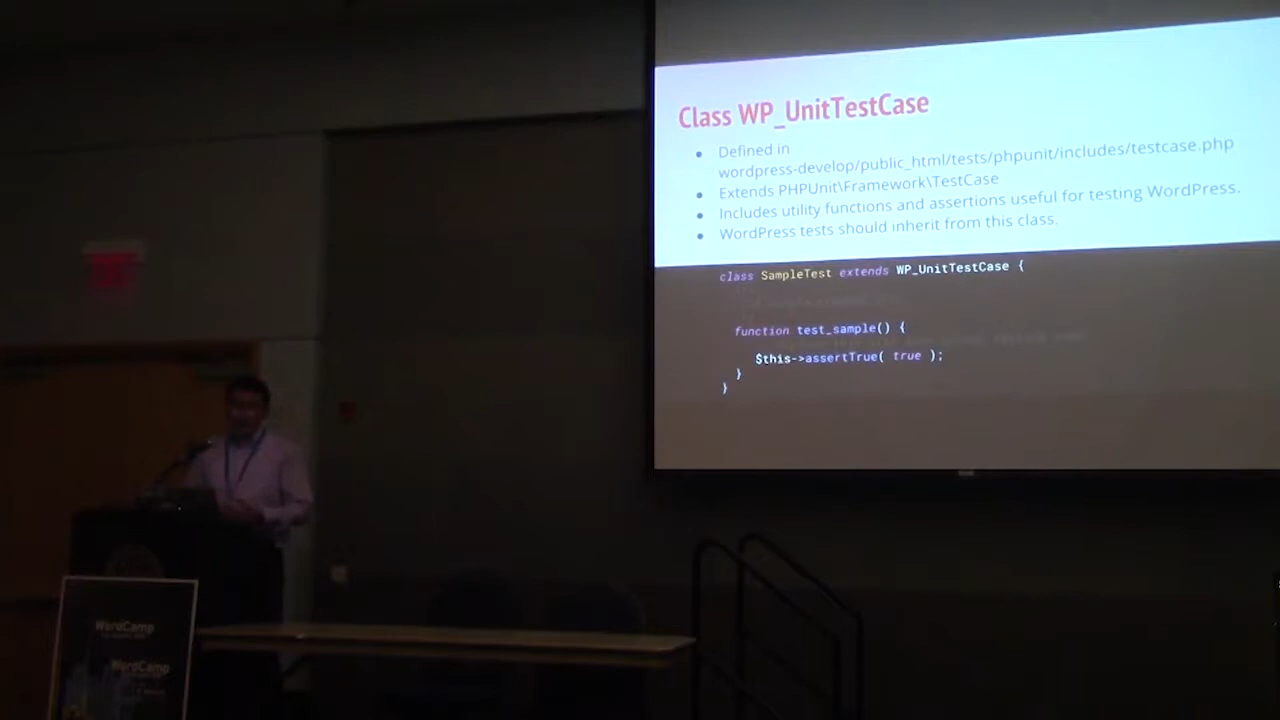 Class WP_UnitTestCase
● Defined in
wordpress-develop/public_html/tests/phpunit/includes/testcase.php
● Extends PHPUnit\Framework\TestCase
● Includes utility functions and assertions useful for testing WordPress.
● WordPress tests should inherit from this class.
class SampleTest extends WP_UnitTestCase {
function test_sample() {
$this->assertTrue( true );
}
}
WordCamp
WordCamp